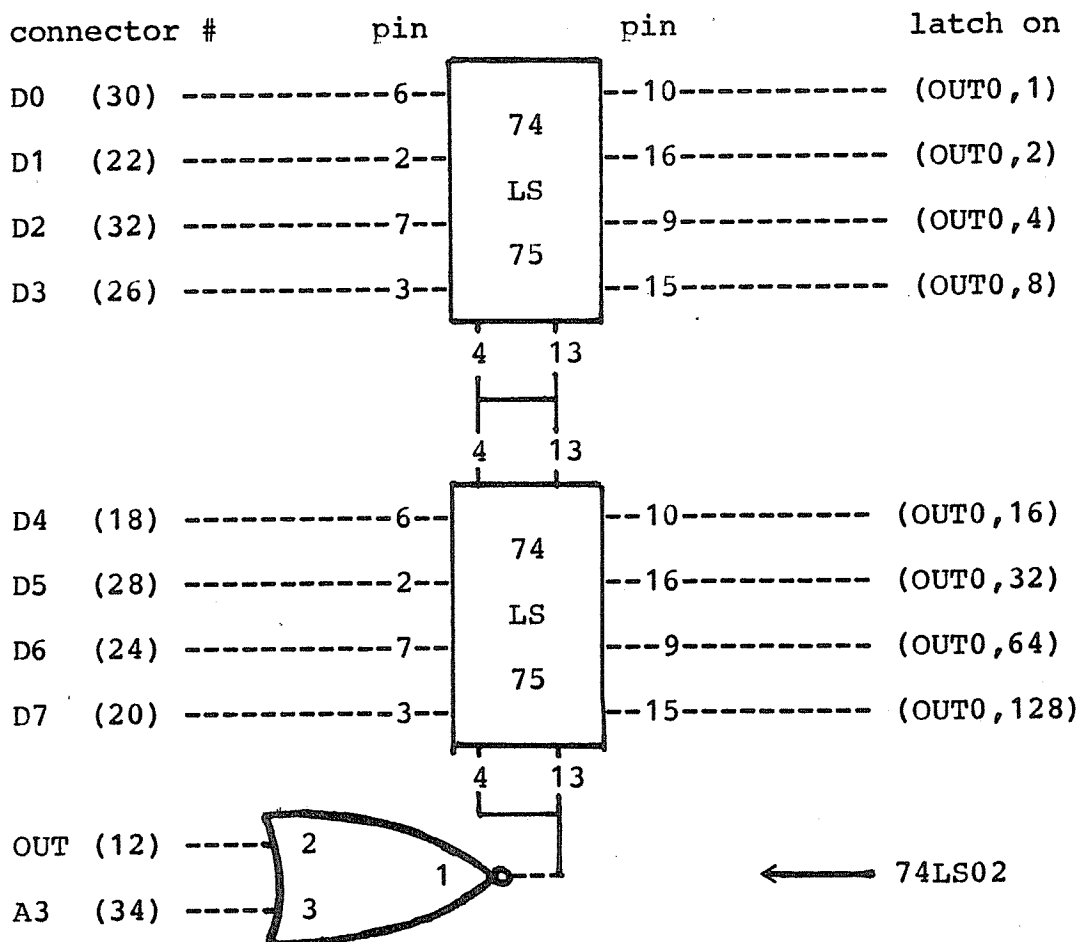 connector # pin pin latch on
D0 (30) 6 10 (OUT0,1)
74
D1 (22) 2 16 (OUT0,2)
LS
D2 (32) 7 9 (OUT0,4)
75
D3 (26) 3 15 (OUT0,8)
4 13
4 13
D4 (18) 6 10 (OUT0,16)
74
D5 (28) 2 16 (OUT0,32)
LS
D6 (24) 7 9 (OUT0,64)
75
D7 (20) 3 15 (OUT0,128)
4 13
OUT (12) 2
1 74LS02
A3 (34) 3